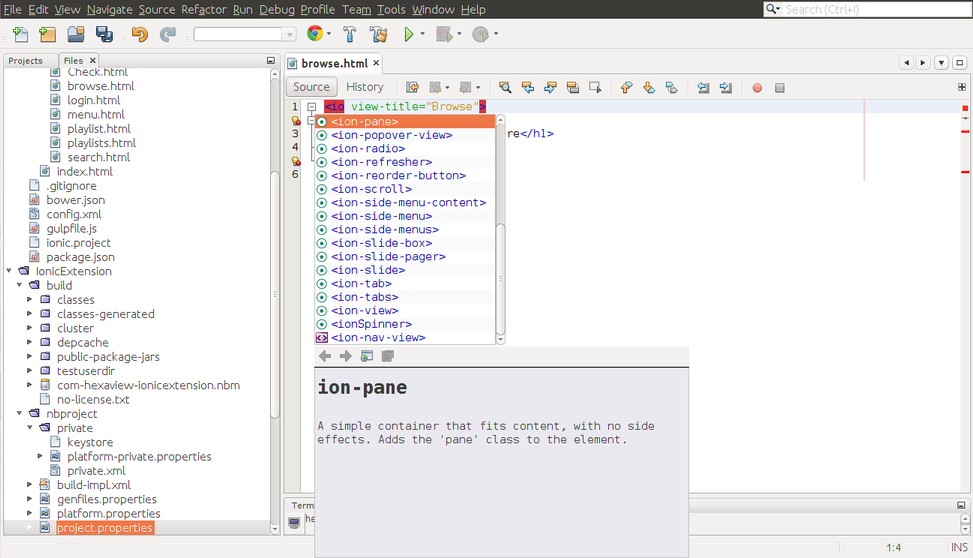 File Edit View Navigate Source Refactor Run Debug Profile Team Tools Window Help
Search (Ctrl+I)
Projects
Files
Check.html
browse.html
login.html
menu.html
playlist.html
playlists.html
search.html
index.html
.gitignore
bower.json
config.xml
gulpfile.js
ionic.project
package.json
IonicExtension
build
classes
classes-generated
cluster
depcache
public-package-jars
testuserdir
com-hexaview-ionicextension.nbm
no-license.txt
nbproject
private
keystore
platform-private.properties
private.xml
build-impl.xml
genfiles.properties
platform.properties
project.properties
browse.html
Source
History
1 <io view-title="Browse">
3 re</h1>
4
6
<ion-pane>
<ion-popover-view>
<ion-radio>
<ion-refresher>
<ion-reorder-button>
<ion-scroll>
<ion-side-menu-content>
<ion-side-menu>
<ion-side-menus>
<ion-slide-box>
<ion-slide-pager>
<ion-slide>
<ion-tab>
<ion-tabs>
<ion-view>
<ionSpinner>
<ion-nav-view>
ion-pane
A simple container that fits content, with no side
effects. Adds the 'pane' class to the element.
Term
he
1:4
INS